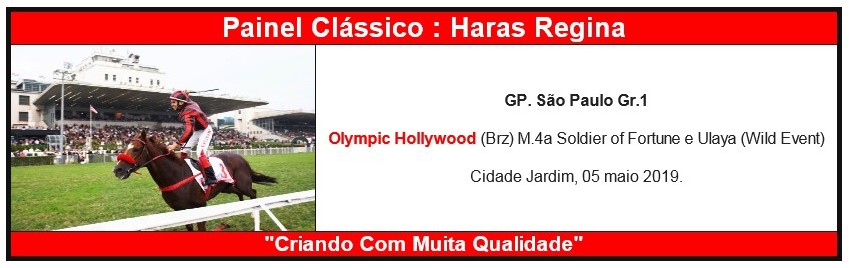 Painel Clássico : Haras Regina
GP. São Paulo Gr.1
Olympic Hollywood (Brz) M.4a Soldier of Fortune e Ulaya (Wild Event)
Cidade Jardim, 05 maio 2019.
"Criando Com Muita Qualidade"